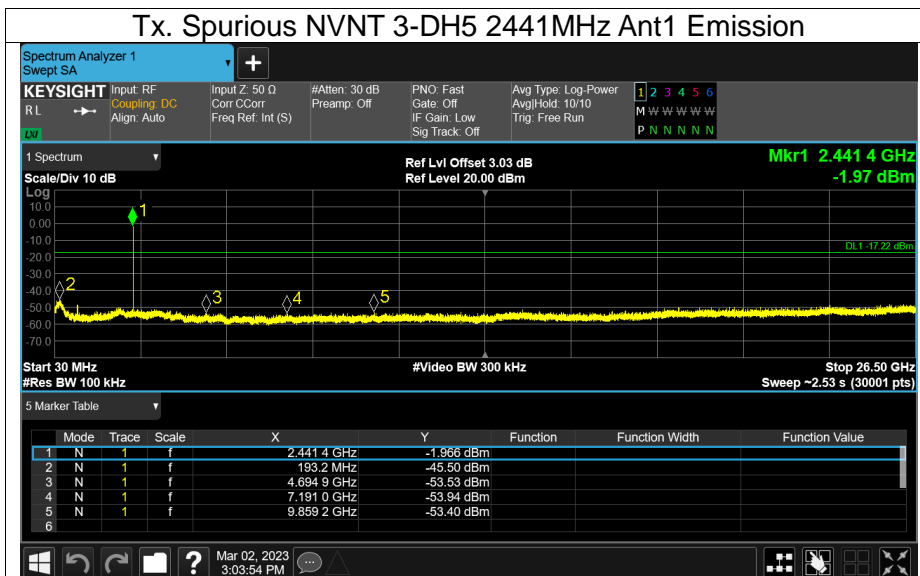 Tx. Spurious NVNT 3-DH5 2441MHz Ant1 Emission
Spectrum Analyzer 1
Swept SA
+
KEYSIGHT Input: RF Input Z: 50 Ω #Atten: 30 dB PNO: Fast Avg Type: Log-Power 1 2 3 4 5 6
RL Coupling: DC Corr CCorr Preamp: Off Gate: Off Avg|Hold: 10/10 M W W W W W
Align: Auto Freq Ref: Int (S) IF Gain: Low Trig: Free Run
LXI Sig Track: Off P N N N N N
1 Spectrum Ref Lvl Offset 3.03 dB Mkr1 2.441 4 GHz
Scale/Div 10 dB Ref Level 20.00 dBm -1.97 dBm
Log
10.0
1
0.00
-10.0
DL1 -17.22 dBm
-20.0
-30.0
-40.0
2
3
4
5
-50.0
-60.0
-70.0
Start 30 MHz #Video BW 300 kHz Stop 26.50 GHz
#Res BW 100 kHz Sweep ~2.53 s (30001 pts)
5 Marker Table
Mode Trace Scale X Y Function Function Width Function Value
1 N 1 f 2.441 4 GHz -1.966 dBm
2 N 1 f 193.2 MHz -45.50 dBm
3 N 1 f 4.694 9 GHz -53.53 dBm
4 N 1 f 7.191 0 GHz -53.94 dBm
5 N 1 f 9.859 2 GHz -53.40 dBm
6
? Mar 02, 2023
3:03:54 PM